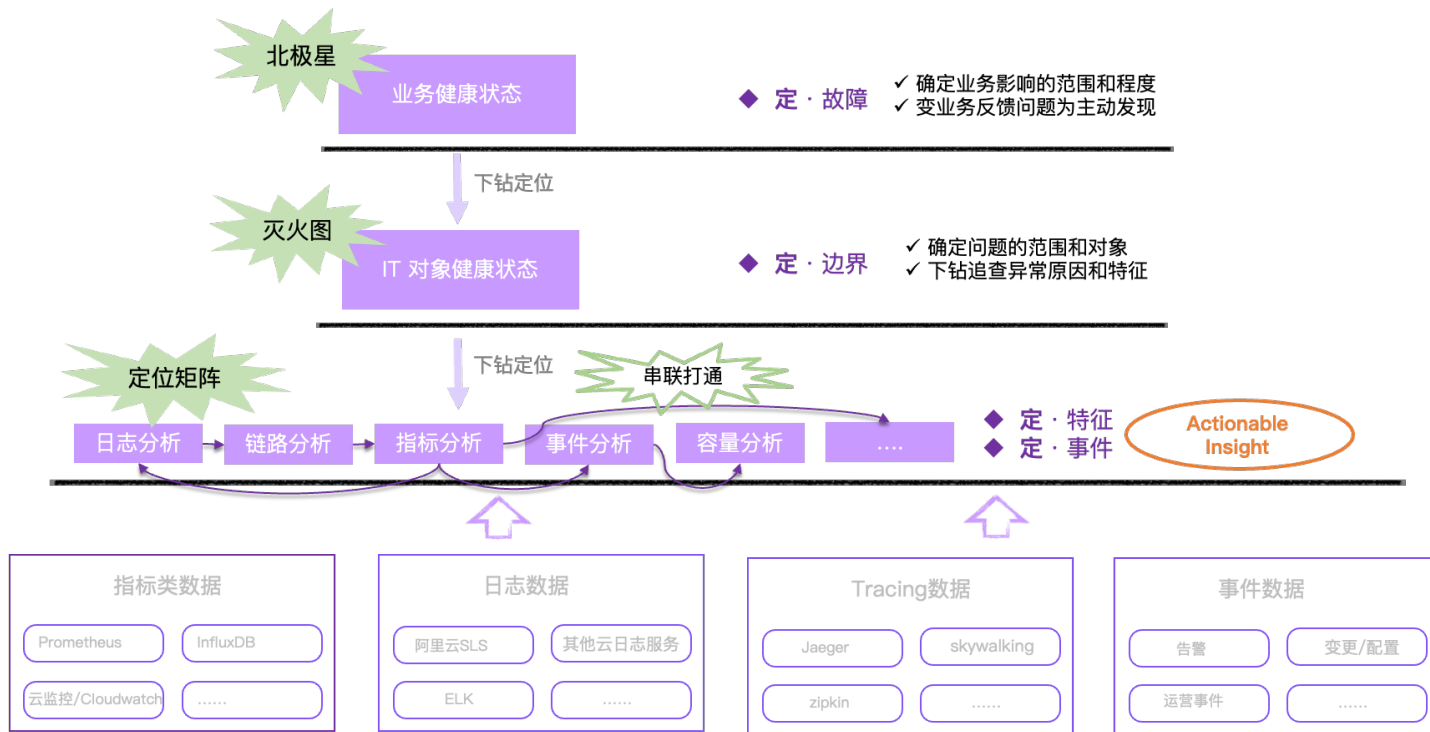 北极星
业务健康状态
◆ 定 · 故障
✓ 确定业务影响的范围和程度
✓ 变业务反馈问题为主动发现
下钻定位
灭火图
IT 对象健康状态
◆ 定 · 边界
✓ 确定问题的范围和对象
✓ 下钻追查异常原因和特征
下钻定位
定位矩阵
串联打通
日志分析
链路分析
指标分析
事件分析
容量分析
....
◆ 定 · 特征
◆ 定 · 事件
Actionable
Insight
指标类数据
Prometheus
InfluxDB
云监控/Cloudwatch
......
日志数据
阿里云SLS
其他云日志服务
ELK
......
Tracing数据
Jaeger
skywalking
zipkin
......
事件数据
告警
变更/配置
运营事件
......